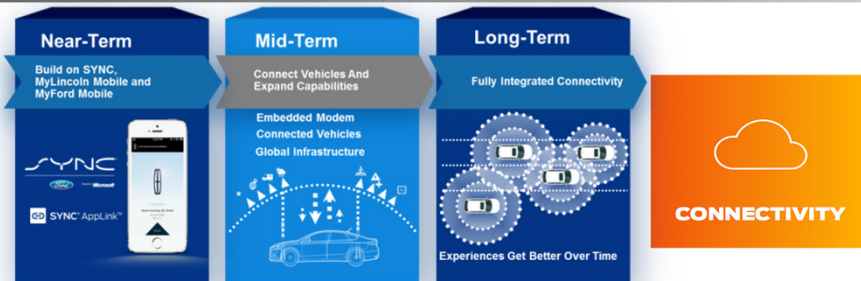 Near-Term
Build on SYNC,
MyLincoln Mobile and
MyFord Mobile
SYNC
Ford
Microsoft
SYNC® AppLink™
Mid-Term
Connect Vehicles And
Expand Capabilities
Embedded Modem
Connected Vehicles
Global Infrastructure
Long-Term
Fully Integrated Connectivity
Experiences Get Better Over Time
CONNECTIVITY